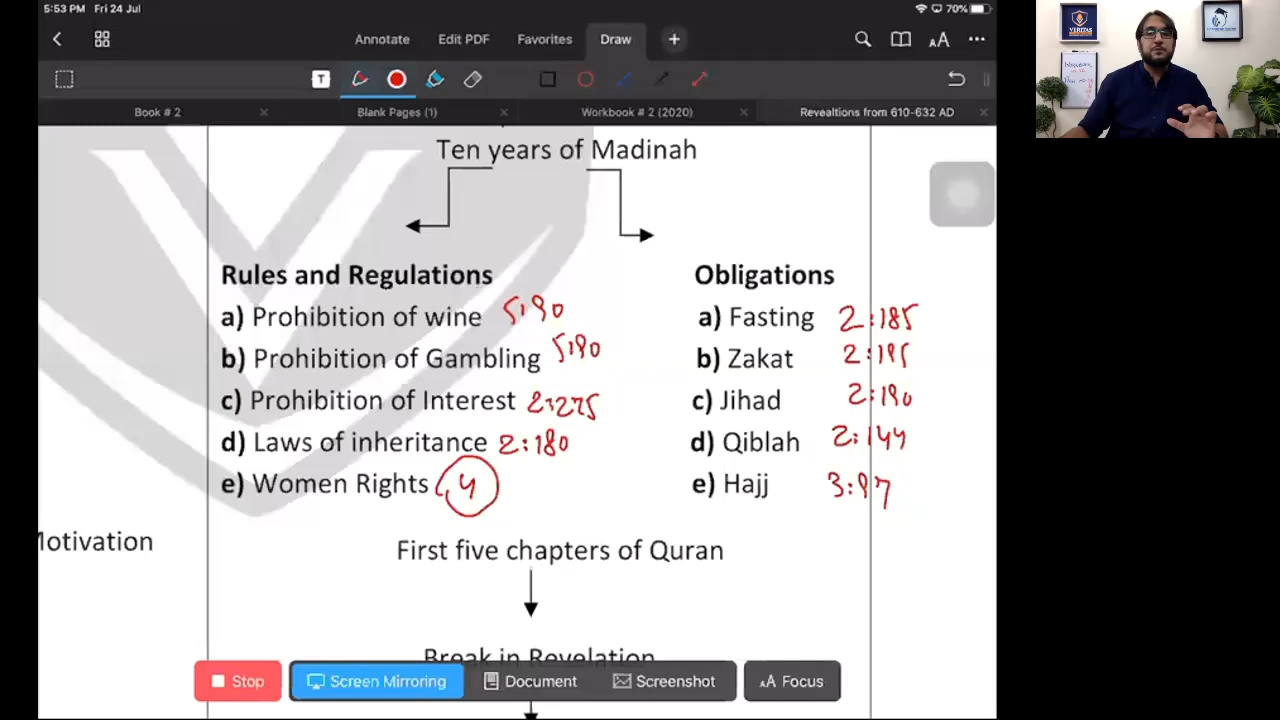 5:53 PM Fri 24 Jul 70%
Annotate Edit PDF Favorites Draw
T
Book # 2 Blank Pages (1) Workbook # 2 (2020) Revealtions from 610-632 AD
VERITAS
Ten years of Madinah
Rules and Regulations
a) Prohibition of wine 5:90
b) Prohibition of Gambling 5:90
c) Prohibition of Interest 2:275
d) Laws of inheritance 2:180
e) Women Rights 4
Obligations
a) Fasting 2:185
b) Zakat 2:195
c) Jihad 2:190
d) Qiblah 2:144
e) Hajj 3:97
Motivation
First five chapters of Quran
Break in Revelation
Stop Screen Mirroring Document Screenshot AA Focus